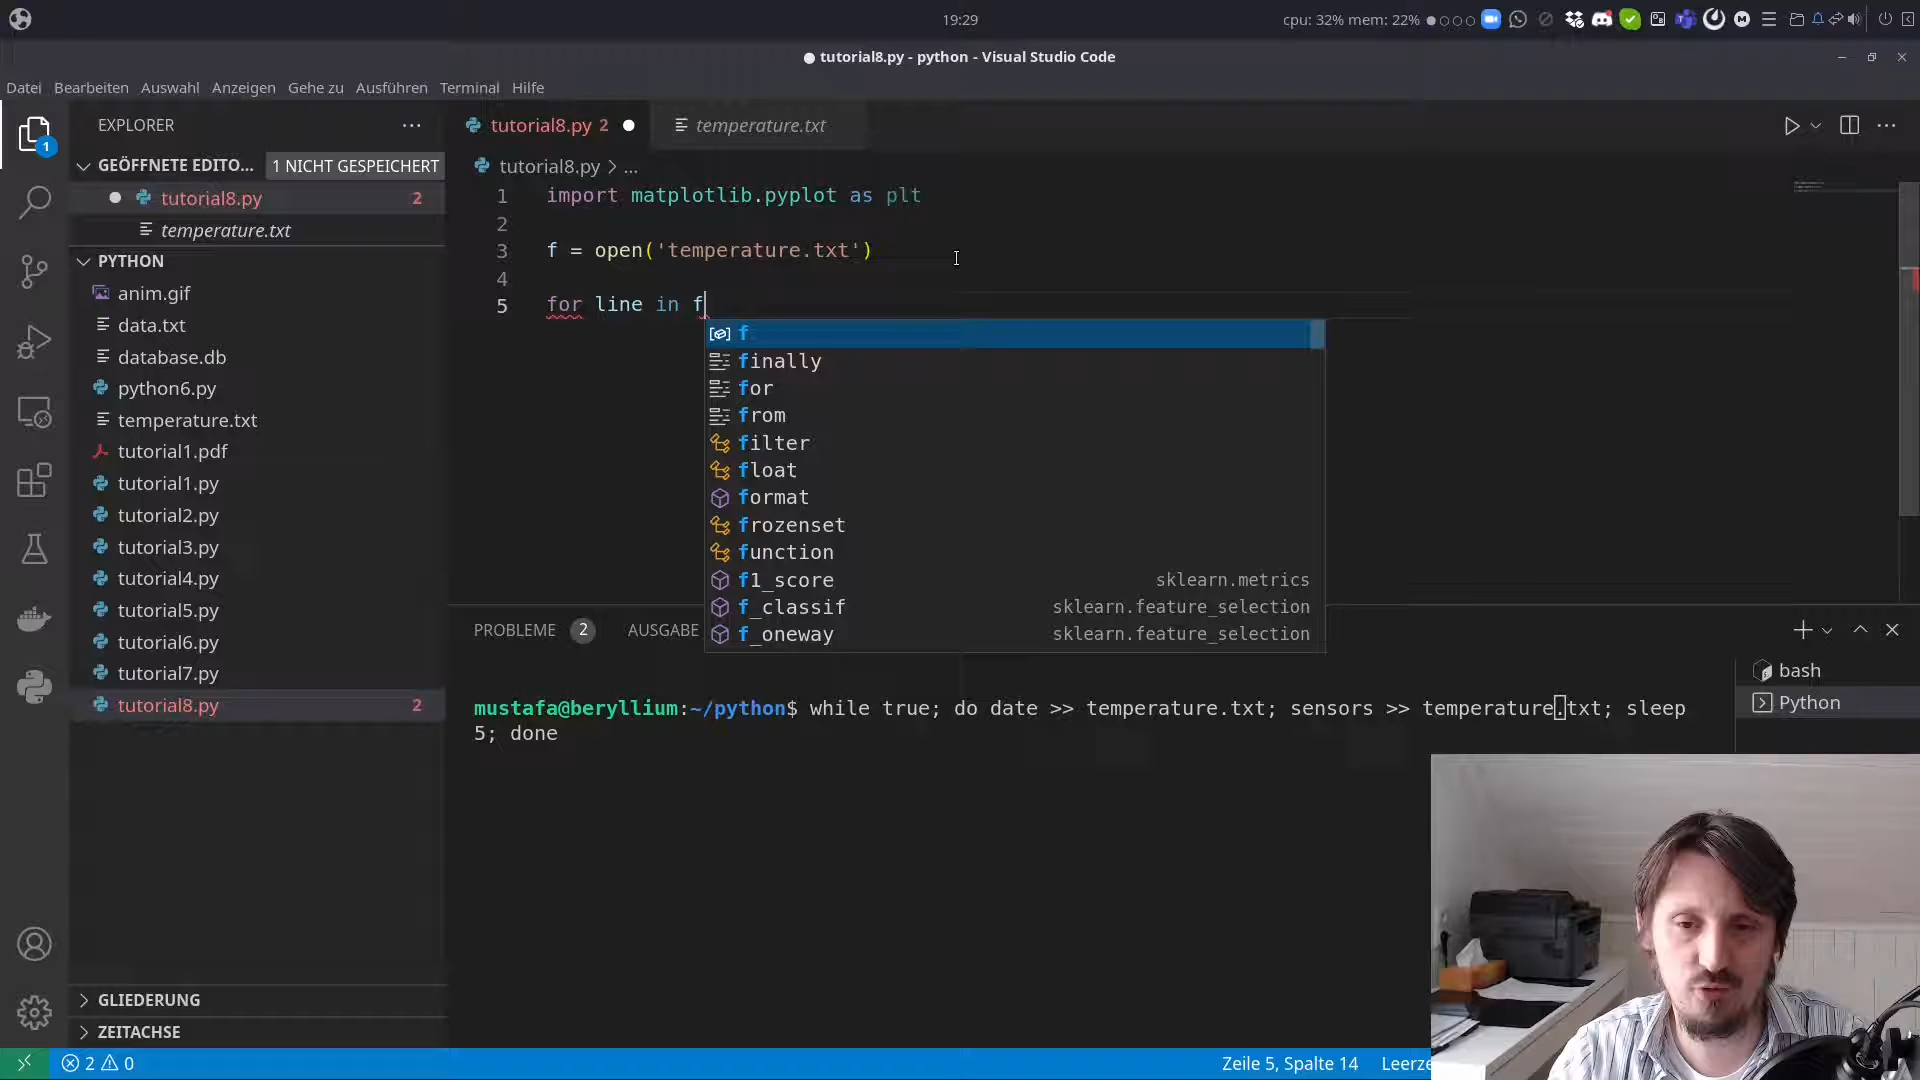 19:29
cpu: 32% mem: 22%
tutorial8.py - python - Visual Studio Code
Datei Bearbeiten Auswahl Anzeigen Gehe zu Ausführen Terminal Hilfe
EXPLORER
GEÖFFNETE EDITO... 1 NICHT GESPEICHERT
tutorial8.py 2
temperature.txt
PYTHON
anim.gif
data.txt
database.db
python6.py
temperature.txt
tutorial1.pdf
tutorial1.py
tutorial2.py
tutorial3.py
tutorial4.py
tutorial5.py
tutorial6.py
tutorial7.py
tutorial8.py 2
GLIEDERUNG
ZEITACHSE
1
tutorial8.py 2
temperature.txt
tutorial8.py > ...
1 import matplotlib.pyplot as plt
2
3 f = open('temperature.txt')
4
5 for line in f
f
finally
for
from
filter
float
format
frozenset
function
f1_score sklearn.metrics
f_classif sklearn.feature_selection
f_oneway sklearn.feature_selection
PROBLEME 2 AUSGABE
mustafa@beryllium:~/python$ while true; do date >> temperature.txt; sensors >> temperature.txt; sleep
5; done
bash
Python
2 0
Zeile 5, Spalte 14 Leerze